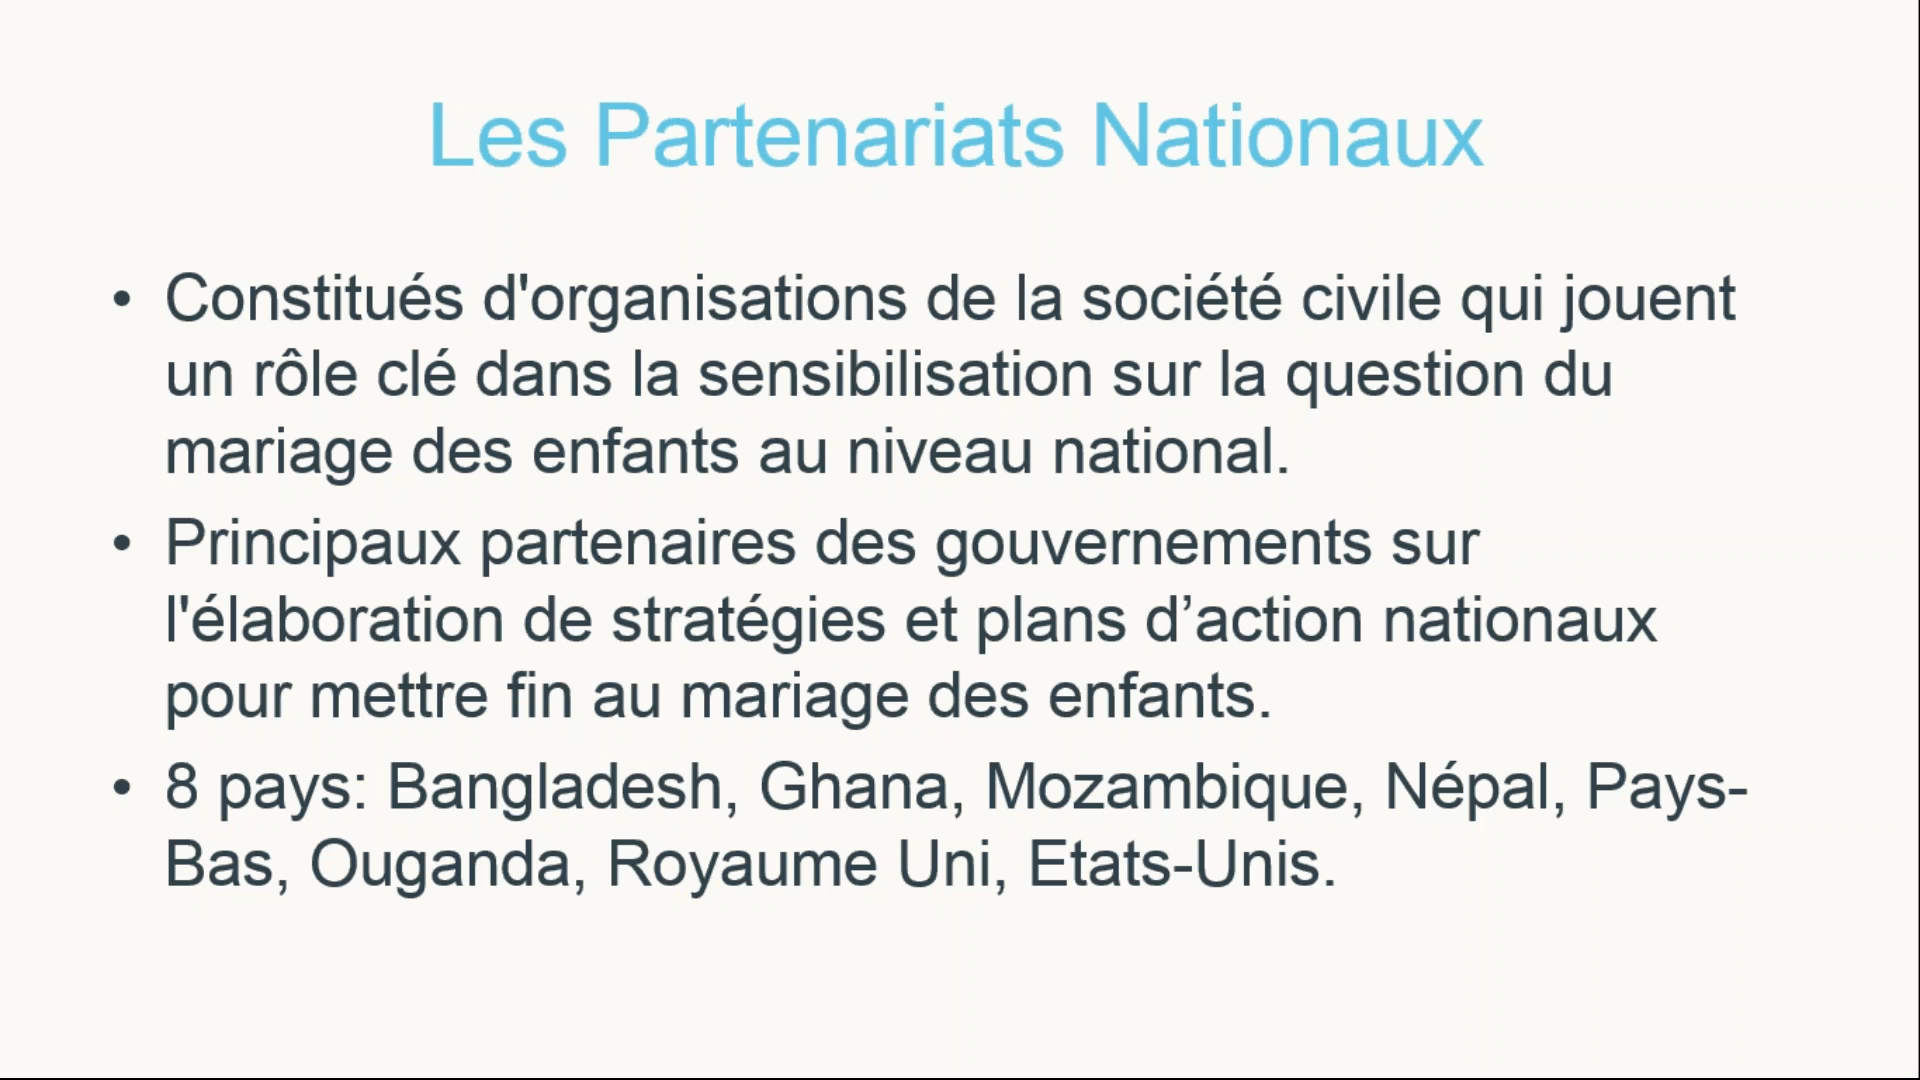 Les Partenariats Nationaux
• Constitués d'organisations de la société civile qui jouent
un rôle clé dans la sensibilisation sur la question du
mariage des enfants au niveau national.
• Principaux partenaires des gouvernements sur
l'élaboration de stratégies et plans d’action nationaux
pour mettre fin au mariage des enfants.
• 8 pays: Bangladesh, Ghana, Mozambique, Népal, Pays-
Bas, Ouganda, Royaume Uni, Etats-Unis.